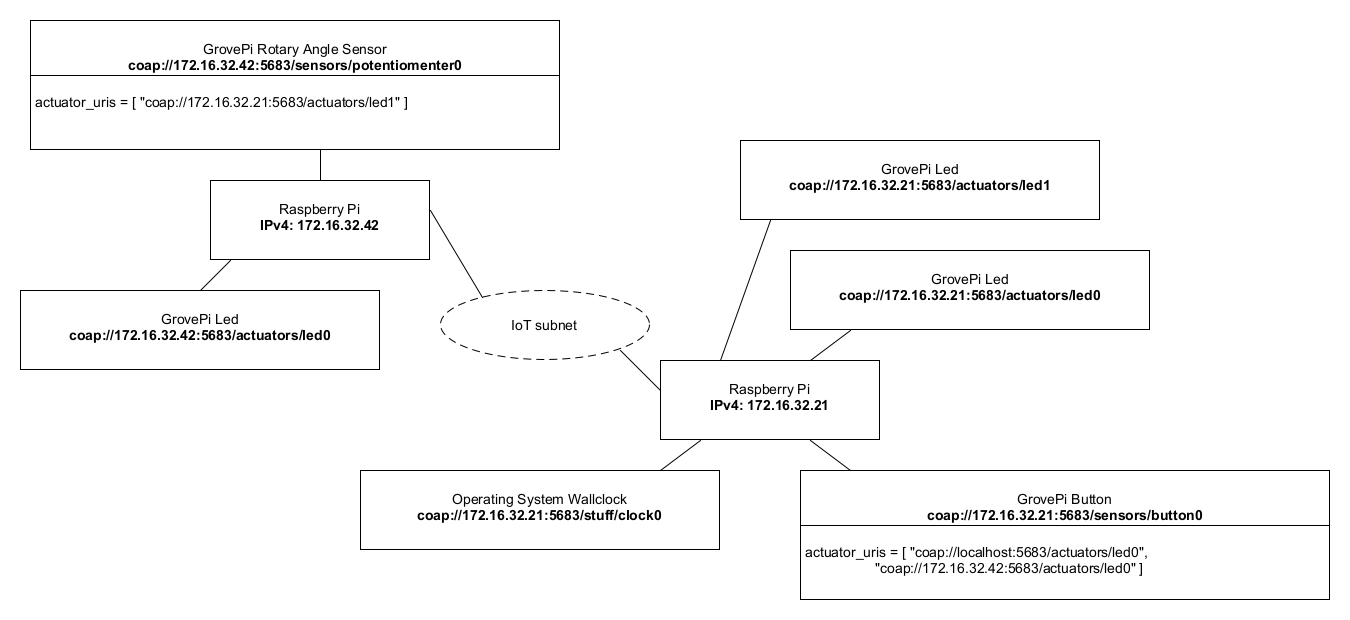 GrovePi Rotary Angle Sensor
coap://172.16.32.42:5683/sensors/potentiomenter0
actuator_uris = [ "coap://172.16.32.21:5683/actuators/led1" ]
Raspberry Pi
IPv4: 172.16.32.42
GrovePi Led
coap://172.16.32.42:5683/actuators/led0
IoT subnet
GrovePi Led
coap://172.16.32.21:5683/actuators/led1
GrovePi Led
coap://172.16.32.21:5683/actuators/led0
Raspberry Pi
IPv4: 172.16.32.21
Operating System Wallclock
coap://172.16.32.21:5683/stuff/clock0
GrovePi Button
coap://172.16.32.21:5683/sensors/button0
actuator_uris = [ "coap://localhost:5683/actuators/led0",
"coap://172.16.32.42:5683/actuators/led0" ]